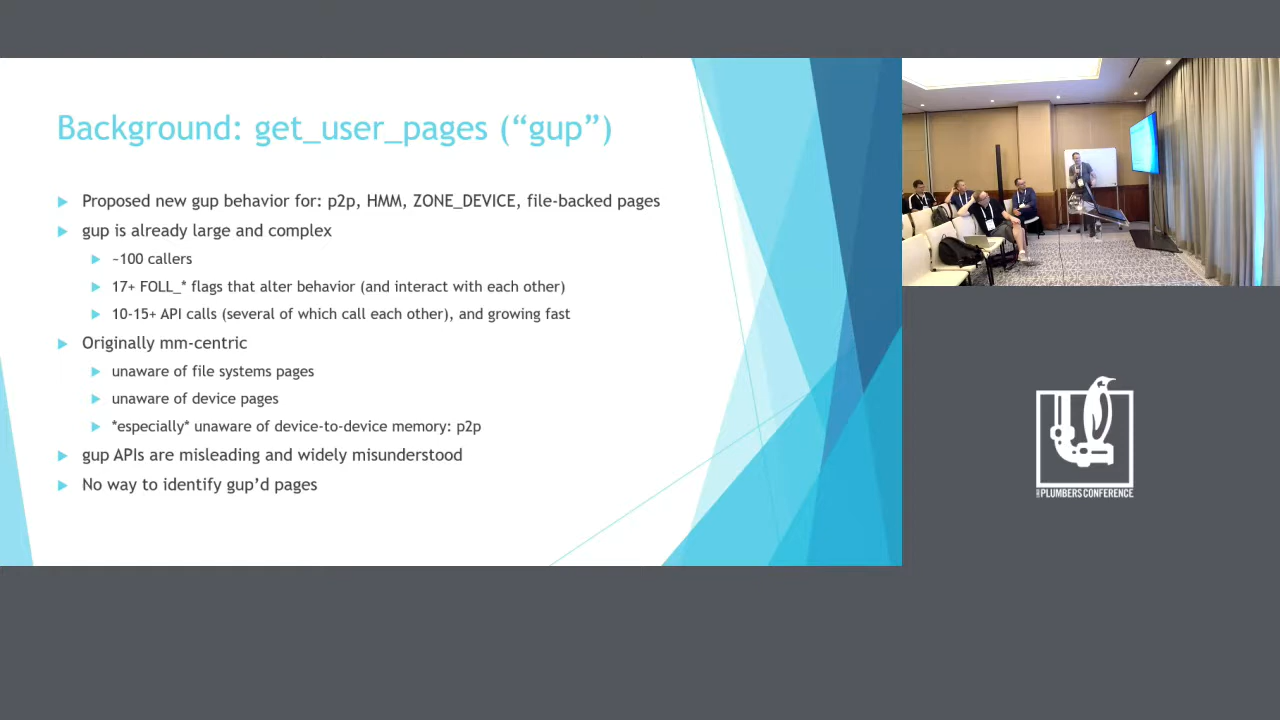 Background: get_user_pages (“gup”)
Proposed new gup behavior for: p2p, HMM, ZONE_DEVICE, file-backed pages
gup is already large and complex
~100 callers
17+ FOLL_* flags that alter behavior (and interact with each other)
10-15+ API calls (several of which call each other), and growing fast
Originally mm-centric
unaware of file systems pages
unaware of device pages
*especially* unaware of device-to-device memory: p2p
gup APIs are misleading and widely misunderstood
No way to identify gup’d pages
PLUMBERS CONFERENCE